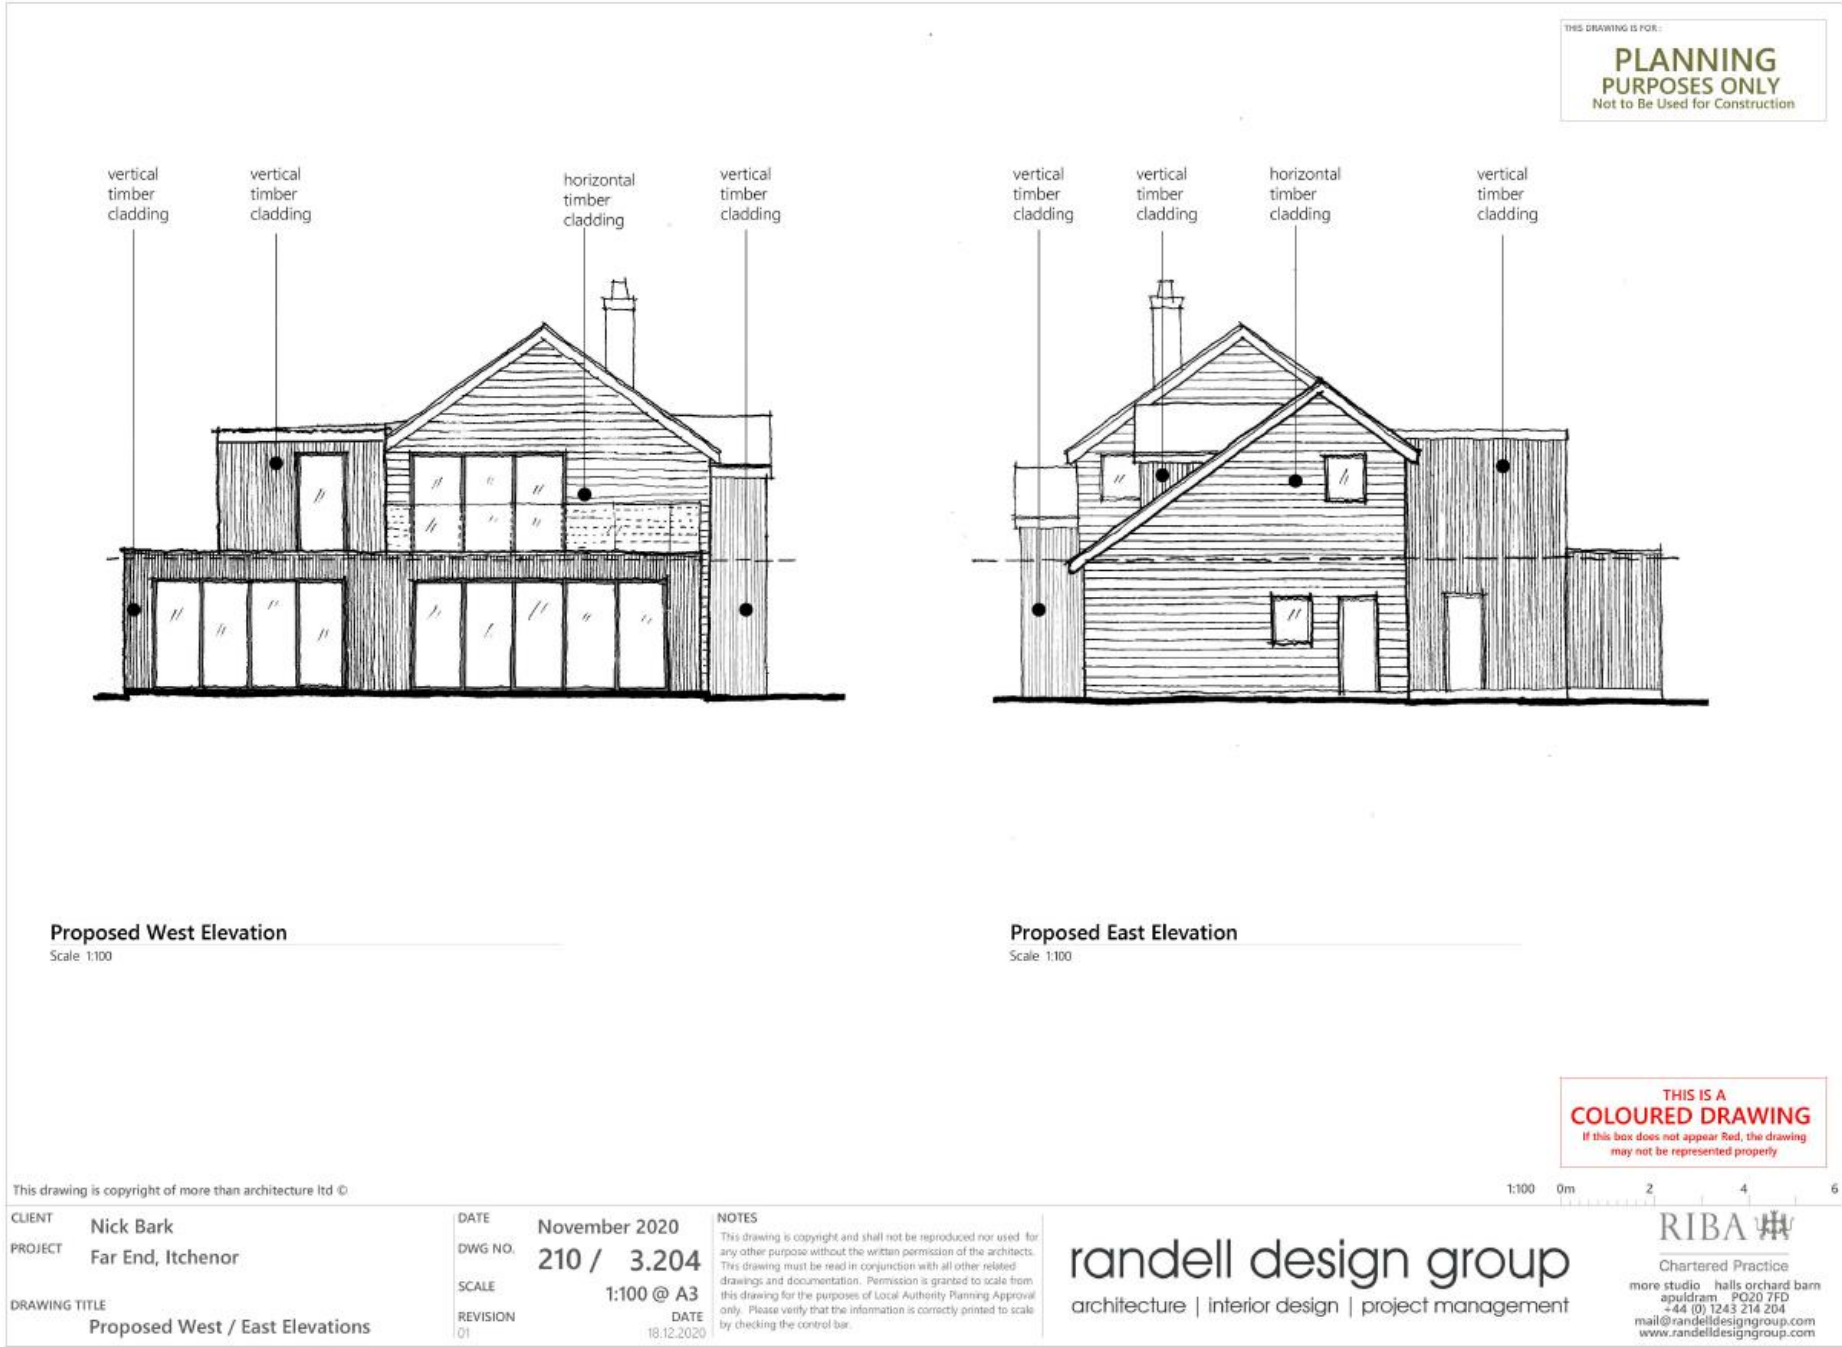 THIS DRAWING IS FOR :
PLANNING
PURPOSES ONLY
Not to Be Used for Construction
vertical
timber
cladding
vertical
timber
cladding
horizontal
timber
cladding
vertical
timber
cladding
vertical
timber
cladding
vertical
timber
cladding
horizontal
timber
cladding
vertical
timber
cladding
Proposed West Elevation
Scale 1:100
Proposed East Elevation
Scale 1:100
THIS IS A
COLOURED DRAWING
If this box does not appear Red, the drawing
may not be represented properly
This drawing is copyright of more than architecture ltd ©
1:100 0m 2 4 6
CLIENT Nick Bark
PROJECT Far End, Itchenor
DRAWING TITLE
Proposed West / East Elevations
DATE November 2020
DWG NO. 210 / 3.204
SCALE 1:100 @ A3
REVISION DATE
01 18.12.2020
NOTES
This drawing is copyright and shall not be reproduced nor used for
any other purpose without the written permission of the architects.
This drawing must be read in conjunction with all other related
drawings and documentation. Permission is granted to scale from
this drawing for the purposes of Local Authority Planning Approval
only. Please verify that the information is correctly printed to scale
by checking the control bar.
randell design group
architecture | interior design | project management
RIBA
Chartered Practice
more studio halls orchard barn
apuldram PO20 7FD
+44 (0) 1243 214 204
mail@randelldesigngroup.com
www.randelldesigngroup.com